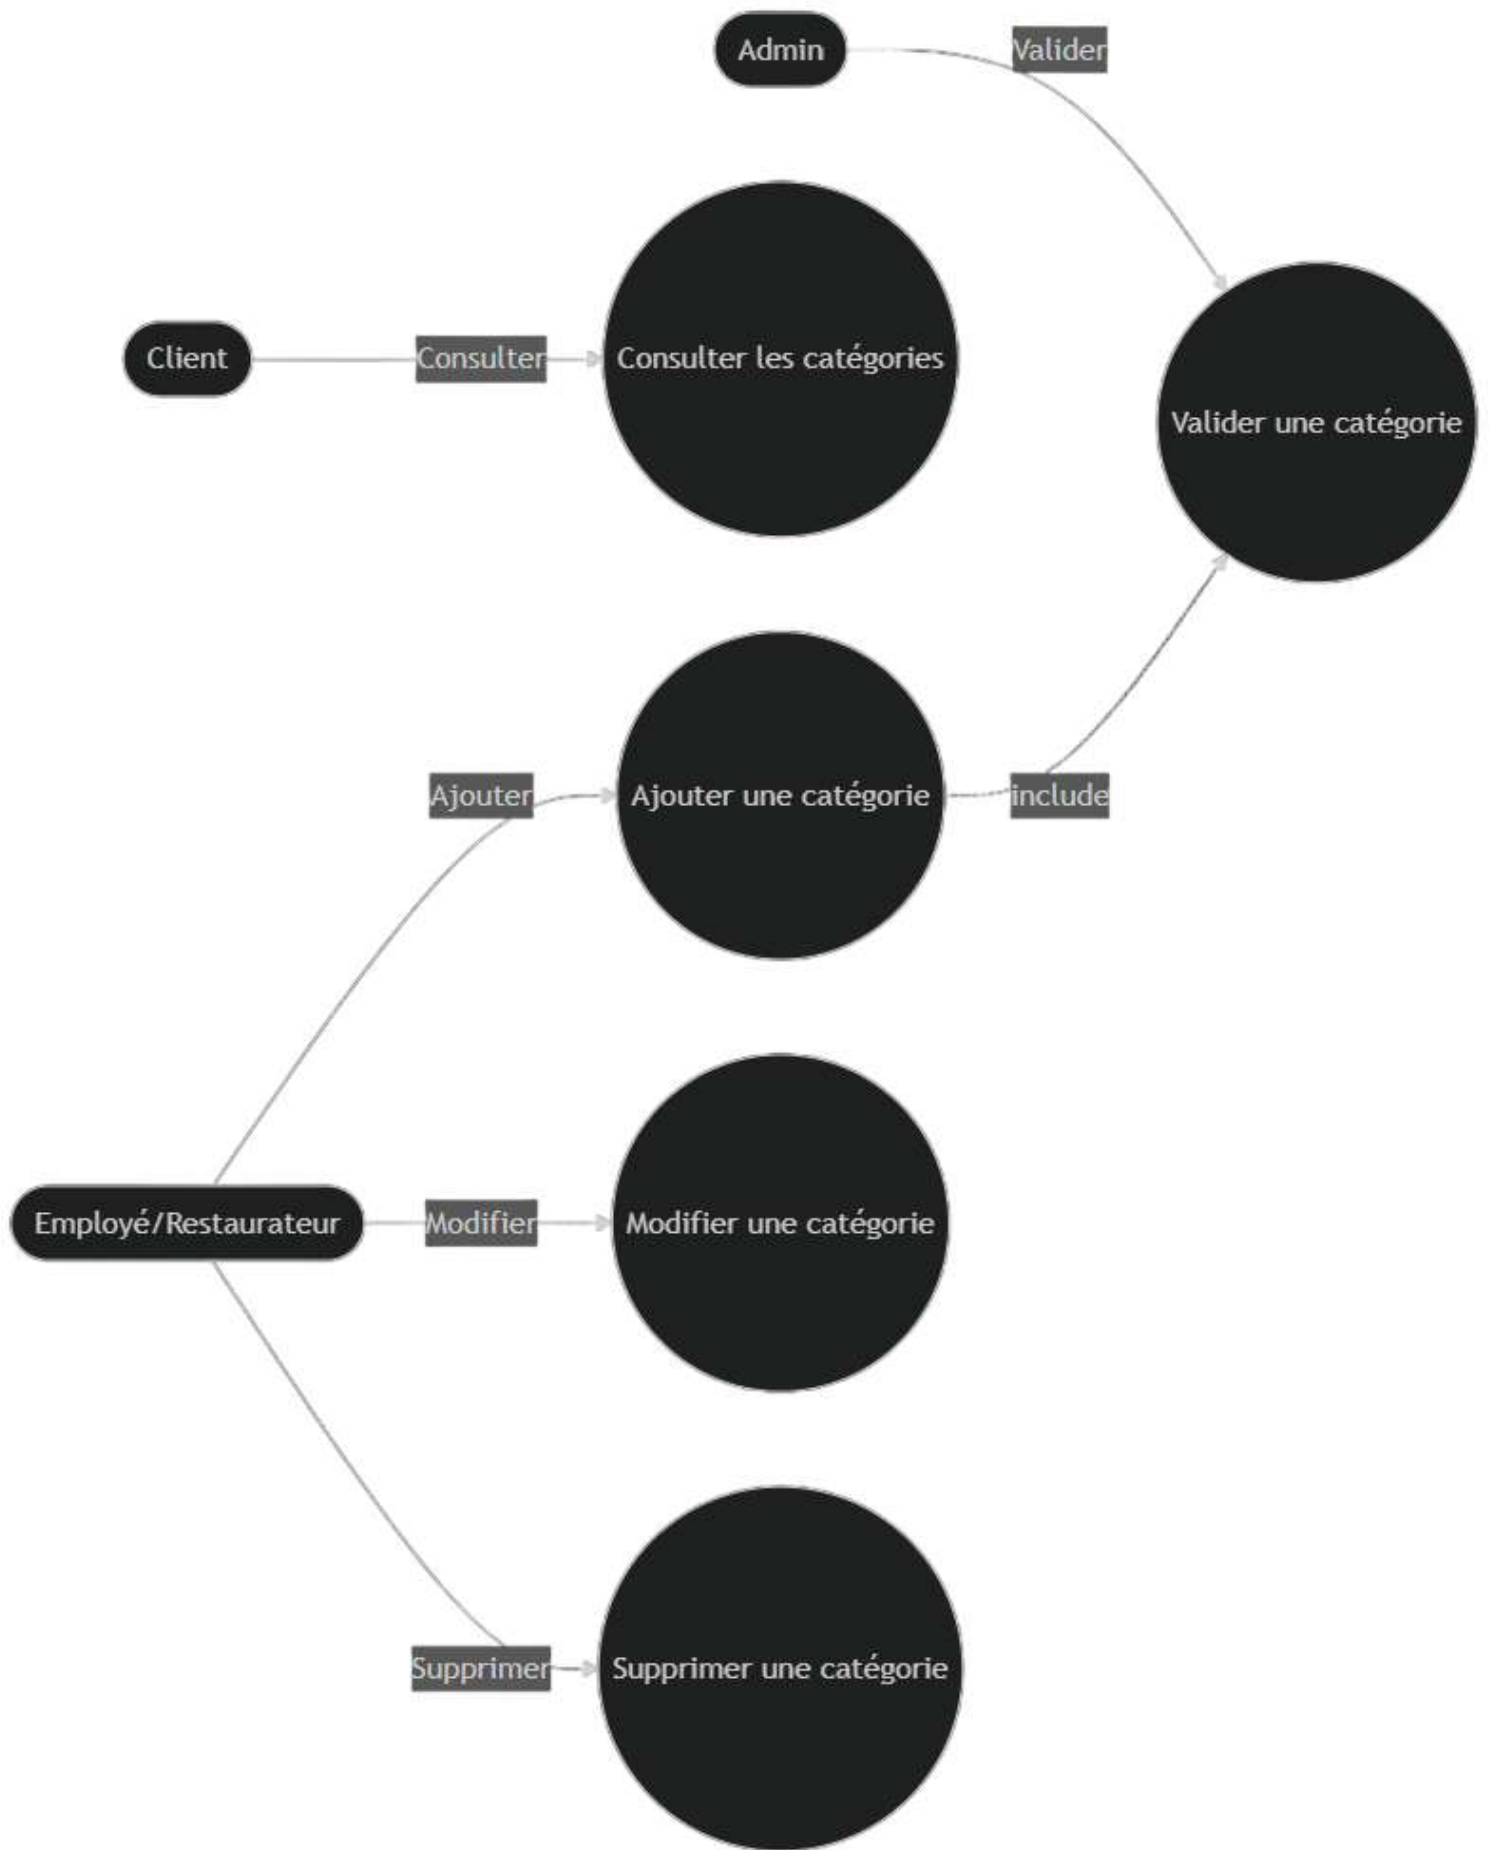 Admin
Valider
Client
Consulter
Consulter les catégories
Valider une catégorie
Ajouter
Ajouter une catégorie
include
Employé/Restaurateur
Modifier
Modifier une catégorie
Supprimer
Supprimer une catégorie